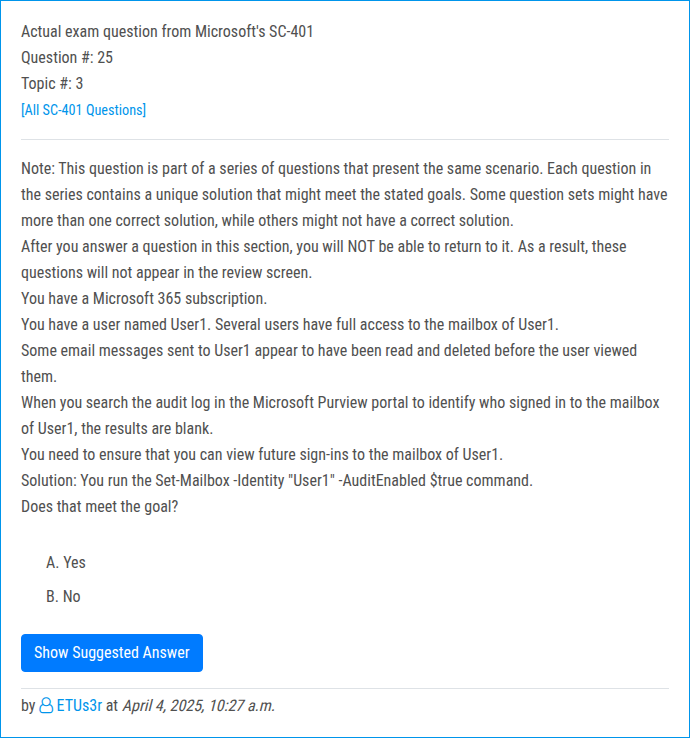 Actual exam question from Microsoft's SC-401
Question #: 25
Topic #: 3
[All SC-401 Questions]
Note: This question is part of a series of questions that present the same scenario. Each question in
the series contains a unique solution that might meet the stated goals. Some question sets might have
more than one correct solution, while others might not have a correct solution.
After you answer a question in this section, you will NOT be able to return to it. As a result, these
questions will not appear in the review screen.
You have a Microsoft 365 subscription.
You have a user named User1. Several users have full access to the mailbox of User1.
Some email messages sent to User1 appear to have been read and deleted before the user viewed
them.
When you search the audit log in the Microsoft Purview portal to identify who signed in to the mailbox
of User1, the results are blank.
You need to ensure that you can view future sign-ins to the mailbox of User1.
Solution: You run the Set-Mailbox -Identity "User1" -AuditEnabled $true command.
Does that meet the goal?
A. Yes
B. No
Show Suggested Answer
by ETUs3r at April 4, 2025, 10:27 a.m.